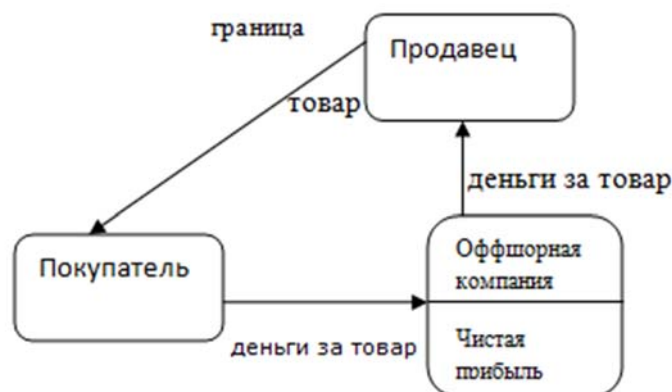 граница
Продавец
товар
деньги за товар
Покупатель
Оффшорная
компания
деньги за товар
Чистая
прибыль